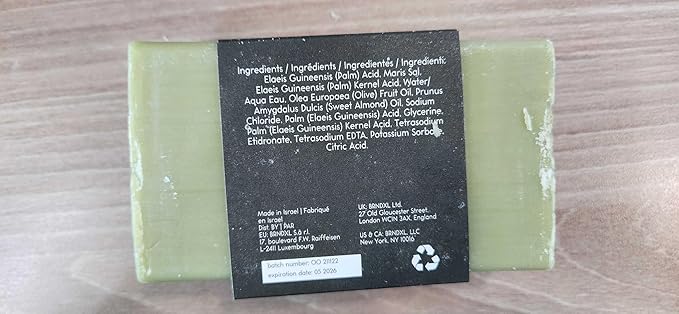 Ingredients / Ingrédients / Ingredientes / Ingredienti:
Elaeis Guineensis (Palm) Acid, Maris Sal,
Elaeis Guineensis (Palm) Kernel Acid, Water/
Aqua Eau, Olea Europaea (Olive) Fruit Oil, Prunus
Amygdalus Dulcis (Sweet Almond) Oil, Sodium
Chloride, Palm (Elaeis Guineensis) Acid, Glycerine,
Palm (Elaeis Guineensis) Kernel Acid, Tetrasodium
Etidronate, Tetrasodium EDTA, Potassium Sorba
Citric Acid.
Made in Israel | Fabriqué
en Israel
Dist. BY | PAR
EU: BRNDXL S.à r.l.
17, boulevard F.W. Raiffeisen
L-2411 Luxembourg
UK: BRNDXL Ltd.
27 Old Gloucester Street,
London WC1N 3AX, England
US & CA: BRNDXL, LLC
New York, NY 10016
batch number: OO 21122
expiration date: 05 2026